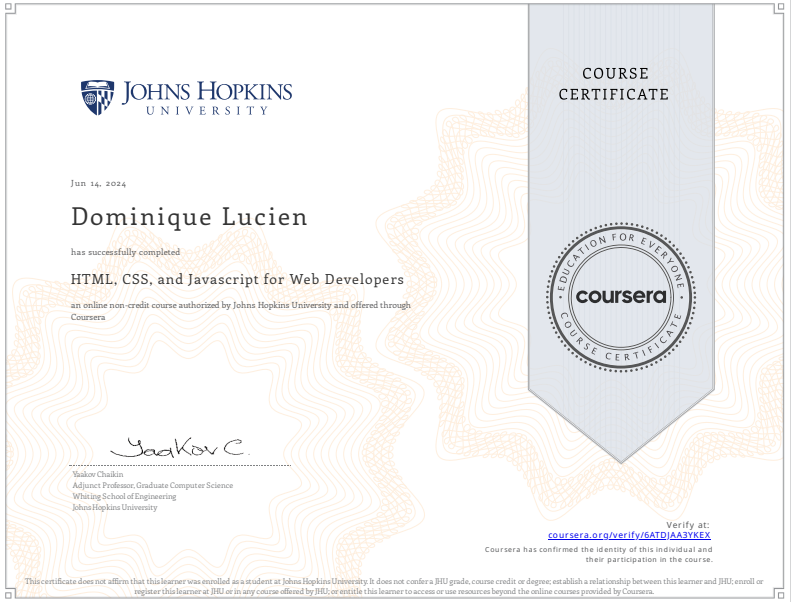 JOHNS HOPKINS
UNIVERSITY
COURSE
CERTIFICATE
Jun 14, 2024
Dominique Lucien
has successfully completed
HTML, CSS, and Javascript for Web Developers
an online non-credit course authorized by Johns Hopkins University and offered through
Coursera
EDUCATION FOR EVERYONE
coursera
COURSE CERTIFICATE
Yaakov C.
Yaakov Chaikin
Adjunct Professor, Graduate Computer Science
Whiting School of Engineering
Johns Hopkins University
Verify at:
coursera.org/verify/6ATDJAA3YKEX
Coursera has confirmed the identity of this individual and
their participation in the course.
This certificate does not affirm that this learner was enrolled as a student at Johns Hopkins University. It does not confer a JHU grade, course credit or degree; establish a relationship between this learner and JHU; enroll or
register this learner at JHU or in any course offered by JHU; or entitle this learner to access or use resources beyond the online courses provided by Coursera.